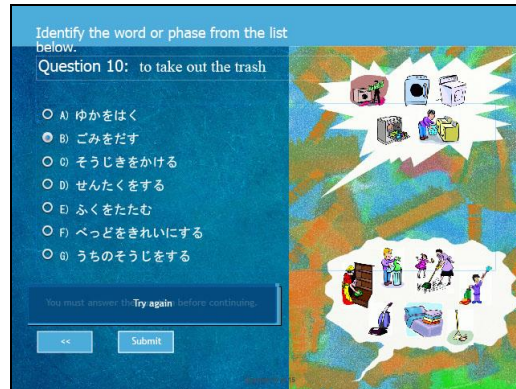 Identify the word or phase from the list
below.
Question 10: to take out the trash
A) ゆかをはく
B) ごみをだす
C) そうじきをかける
D) せんたくをする
E) ふくをたたむ
F) べっどをきれいにする
G) うちのそうじをする
You must answer the before continuing.
Try again
<< Submit